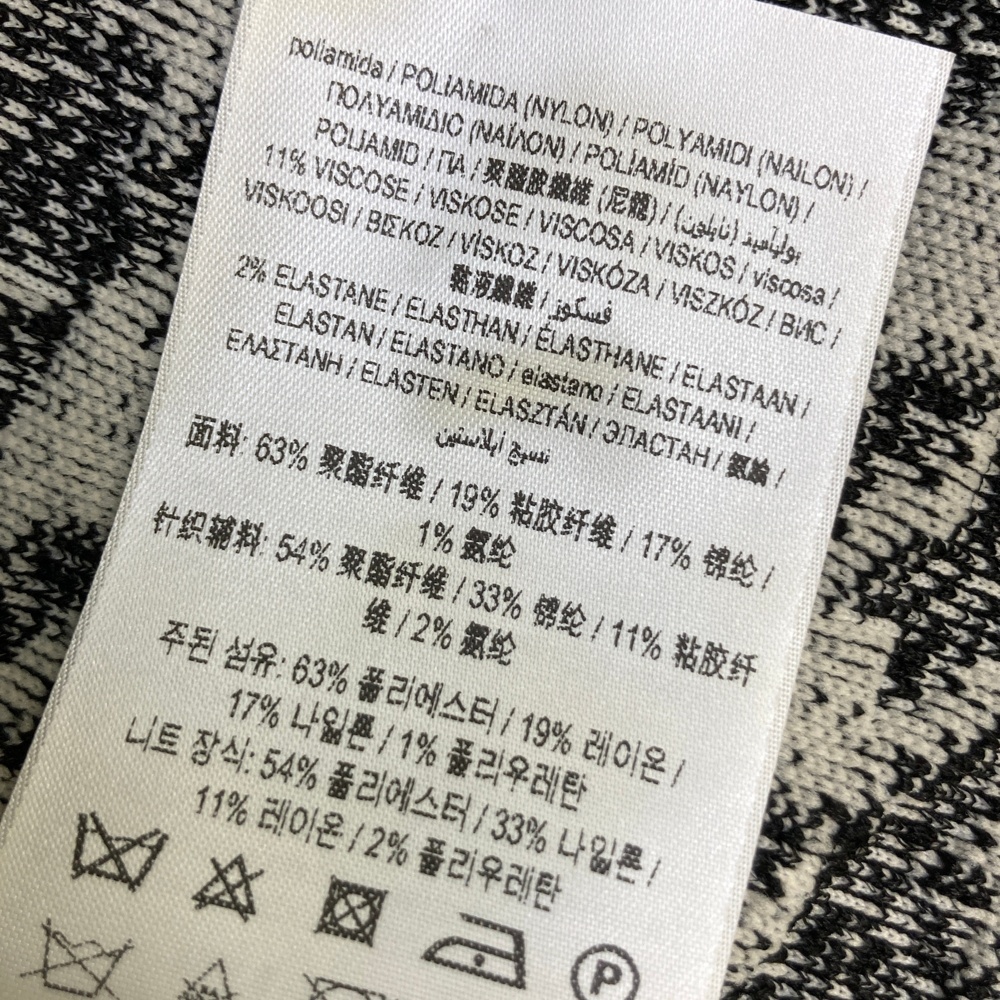 poliamida / POLIAMIDA (NYLON) / POLYAMIDI (NAILON) /
ΠΟΛΥΑΜΙΔΙΟ (ΝΑΪΛΟΝ) / POLİAMİD (NAYLON) /
POLIAMID / ПА / 聚醯胺纖維 (尼龍) / بولياميد (نايلون)
11% VISCOSE / VISKOSE / VISCOSA / VISKOS / viscosa /
VISKOOSI / ΒΙΣΚΟΖ / VİSKOZ / VISKÓZA / VISZKÓZ / ВИС /
黏液纖維 / فسكوز
2% ELASTANE / ELASTHAN / ÉLASTHANE / ELASTAAN /
ELASTAN / ELASTANO / elastano / ELASTAANI /
ΕΛΑΣΤΑΝΗ / ELASTEN / ELASZTÁN / ЭЛАСТАН / 氨綸 /
نسيج ايلاستين
面料: 63% 聚酯纤维 / 19% 粘胶纤维 / 17% 锦纶 /
1% 氨纶
针织辅料: 54% 聚酯纤维 / 33% 锦纶 / 11% 粘胶纤
维 / 2% 氨纶
주된 섬유: 63% 폴리에스터 / 19% 레이온 /
17% 나일론 / 1% 폴리우레탄
니트 장식: 54% 폴리에스터 / 33% 나일론 /
11% 레이온 / 2% 폴리우레탄
P